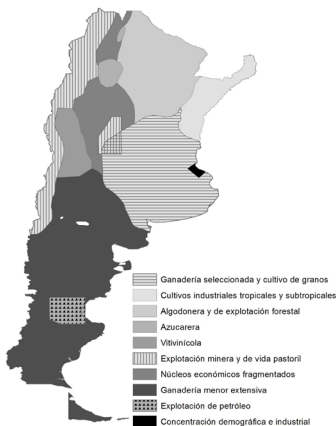 Ganadería seleccionada y cultivo de granos
Cultivos industriales tropicales y subtropicales
Algodonera y de explotación forestal
Azucarera
Vitivinícola
Explotación minera y de vida pastoril
Núcleos económicos fragmentados
Ganadería menor extensiva
Explotación de petróleo
Concentración demográfica e industrial